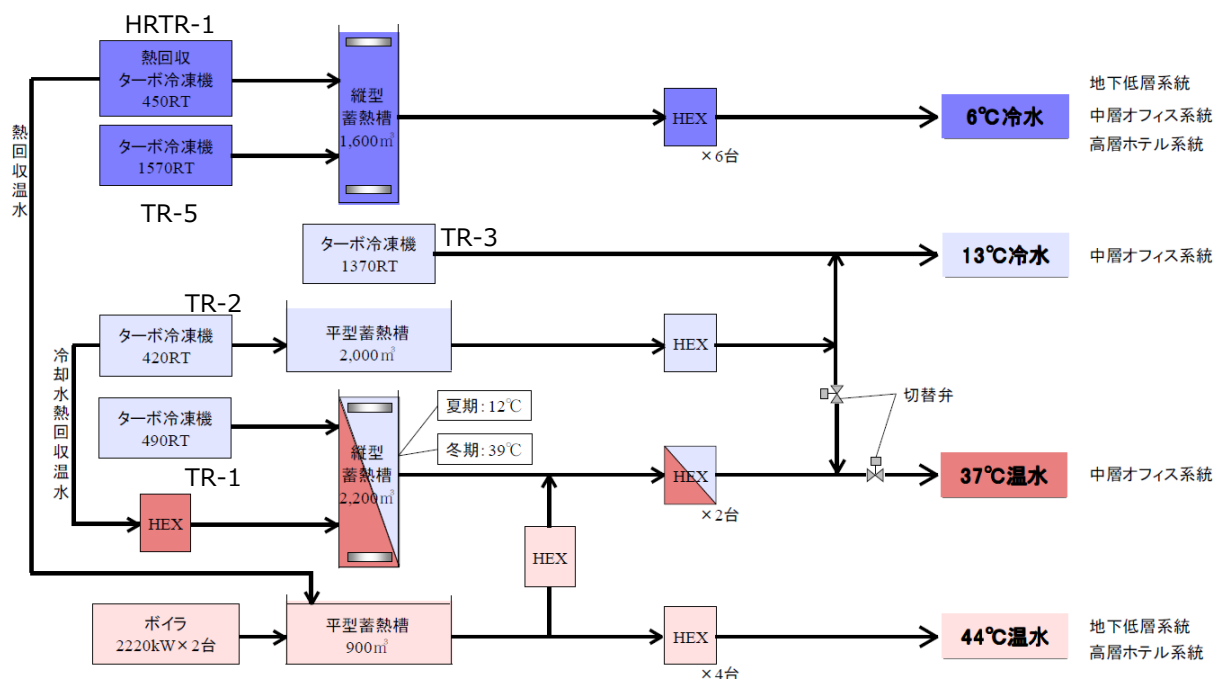 HRTR-1
熱回収
ターボ冷凍機
450RT
ターボ冷凍機
1570RT
TR-5
熱回収温水
縦型
蓄熱槽
1,600㎥
HEX
×6台
6℃冷水
地下低層系統
中層オフィス系統
高層ホテル系統
ターボ冷凍機
1370RT
TR-3
13℃冷水
中層オフィス系統
TR-2
ターボ冷凍機
420RT
平型蓄熱槽
2,000㎥
HEX
冷却水熱回収温水
ターボ冷凍機
490RT
TR-1
HEX
縦型
蓄熱槽
2,200㎥
夏期:12℃
冬期:39℃
切替弁
HEX
×2台
37℃温水
中層オフィス系統
HEX
ボイラ
2220kW×2台
平型蓄熱槽
900㎥
HEX
×4台
44℃温水
地下低層系統
高層ホテル系統